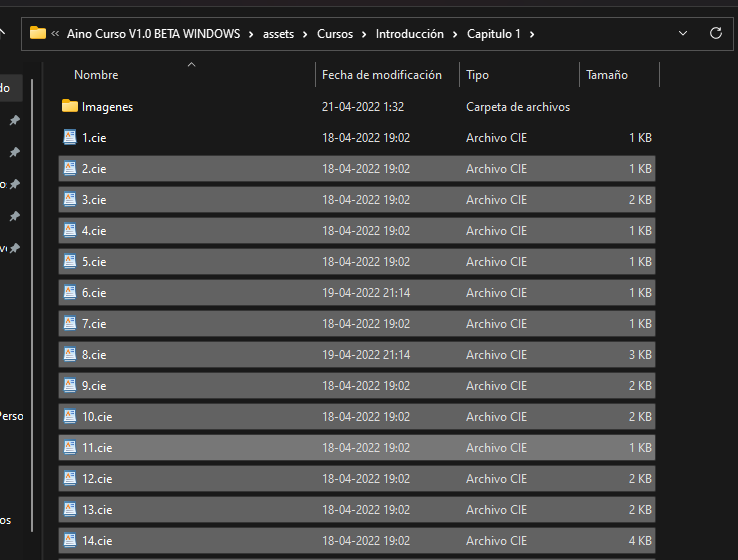 « Aino Curso V1.0 BETA WINDOWS > assets > Cursos > Introducción > Capitulo 1 >
Nombre Fecha de modificación Tipo Tamaño
Imagenes 21-04-2022 1:32 Carpeta de archivos
1.cie 18-04-2022 19:02 Archivo CIE 1 KB
2.cie 18-04-2022 19:02 Archivo CIE 1 KB
3.cie 18-04-2022 19:02 Archivo CIE 2 KB
4.cie 18-04-2022 19:02 Archivo CIE 1 KB
5.cie 18-04-2022 19:02 Archivo CIE 1 KB
6.cie 19-04-2022 21:14 Archivo CIE 1 KB
7.cie 18-04-2022 19:02 Archivo CIE 1 KB
8.cie 19-04-2022 21:14 Archivo CIE 3 KB
9.cie 18-04-2022 19:02 Archivo CIE 2 KB
10.cie 18-04-2022 19:02 Archivo CIE 2 KB
11.cie 18-04-2022 19:02 Archivo CIE 1 KB
12.cie 18-04-2022 19:02 Archivo CIE 2 KB
13.cie 18-04-2022 19:02 Archivo CIE 2 KB
14.cie 18-04-2022 19:02 Archivo CIE 4 KB